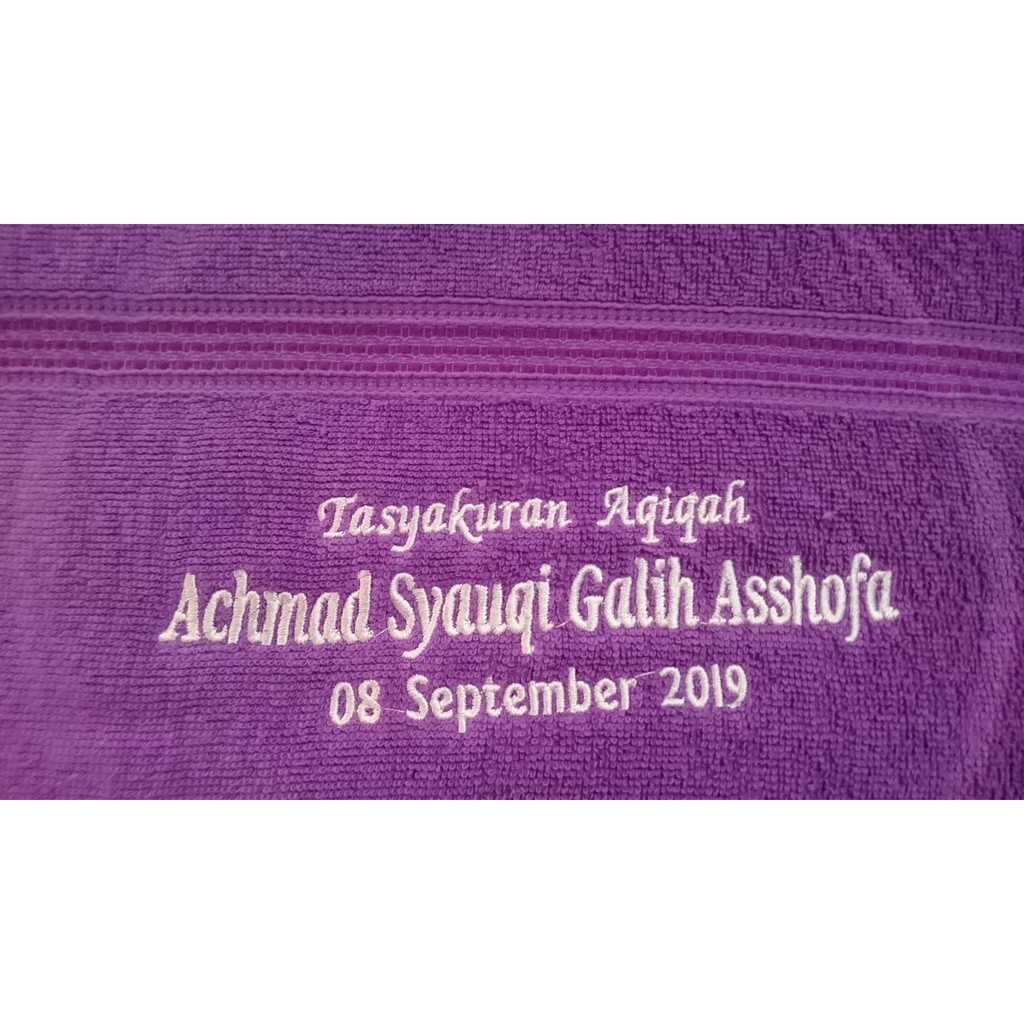 Tasyakuran Aqiqah
Achmad Syauqi Galih Asshofa
08 September 2019